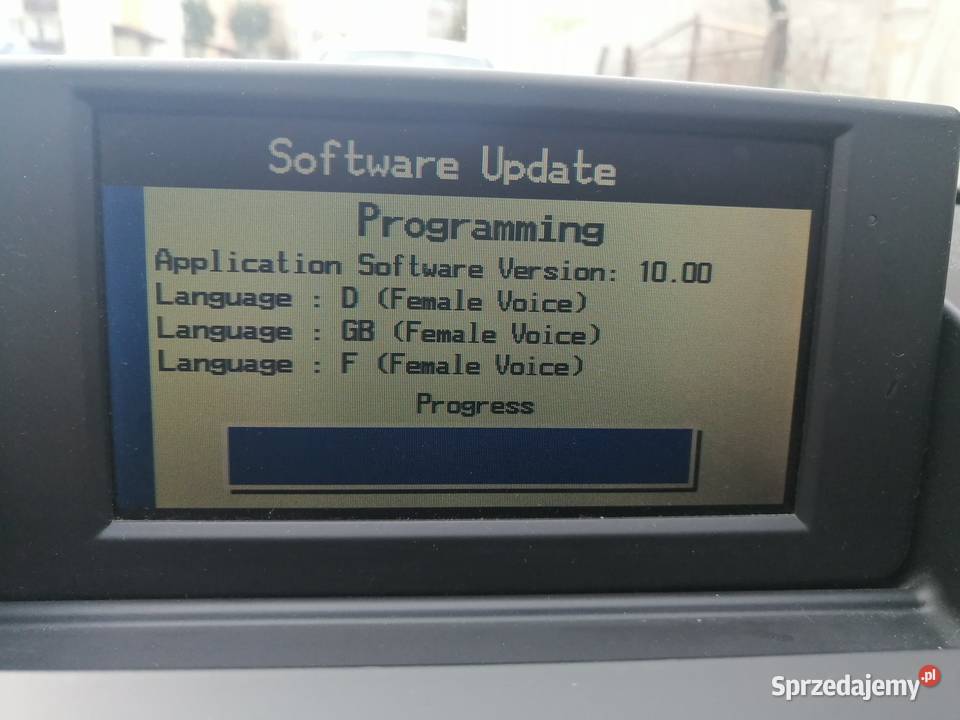 Software Update
Programming
Application Software Version: 10.00
Language : D (Female Voice)
Language : GB (Female Voice)
Language : F (Female Voice)
Progress
Sprzedajemy.pl